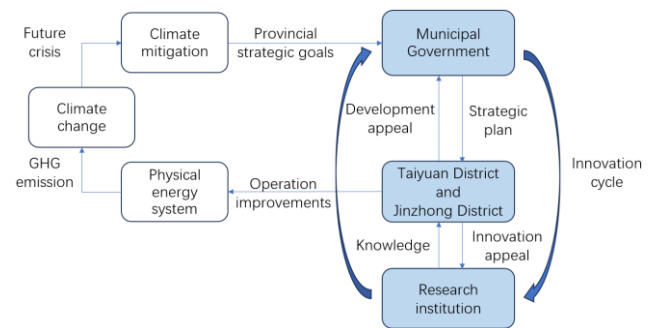 Future
crisis
Climate
mitigation
Provincial
strategic goals
Municipal
Government
Climate
change
Development
appeal
Strategic
plan
GHG
emission
Physical
energy
system
Operation
improvements
Taiyuan District
and
Jinzhong District
Innovation
cycle
Knowledge
Innovation
appeal
Research
institution